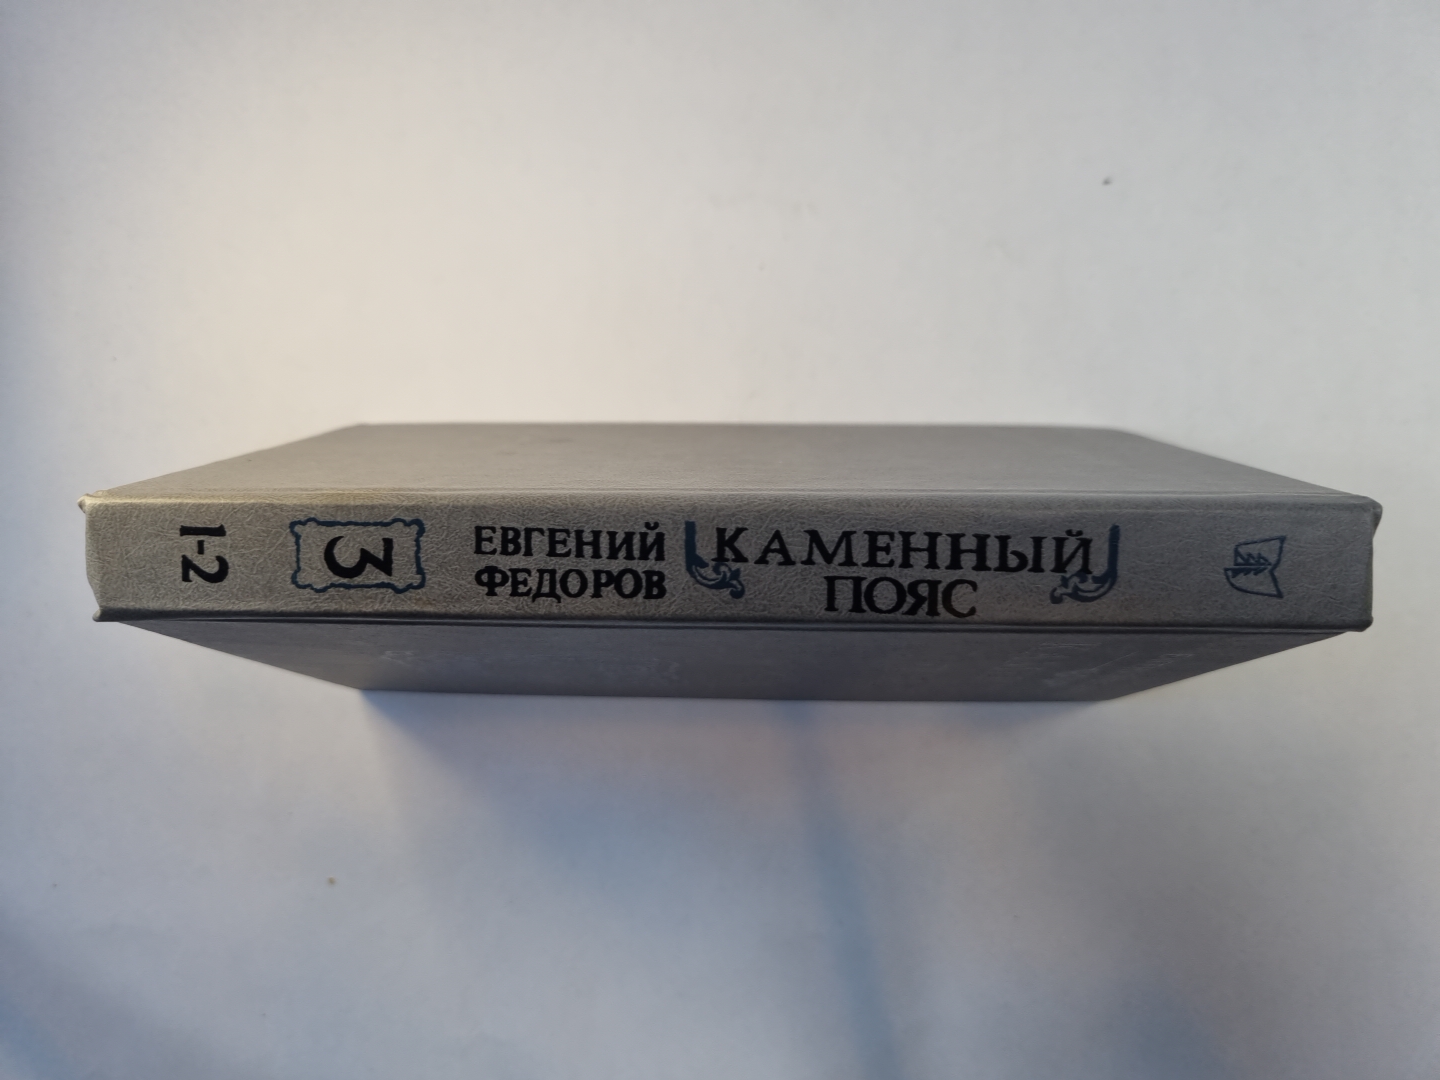 1-2
3
ЕВГЕНИЙ
ФЕДОРОВ
КАМЕННЫЙ
ПОЯС